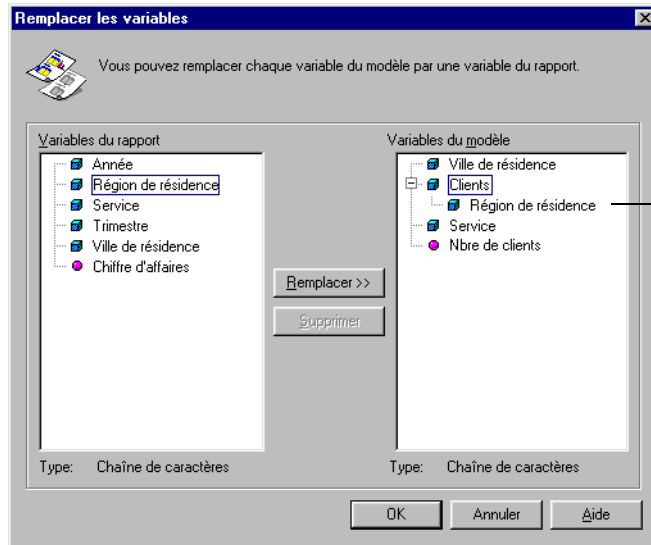 Remplacer les variables
Vous pouvez remplacer chaque variable du modèle par une variable du rapport.
Variables du rapport
Année
Région de résidence
Service
Trimestre
Ville de résidence
Chiffre d'affaires
Type: Chaîne de caractères
Remplacer >>
Supprimer
Variables du modèle
Ville de résidence
Clients
Région de résidence
Service
Nbre de clients
Type: Chaîne de caractères
OK
Annuler
Aide